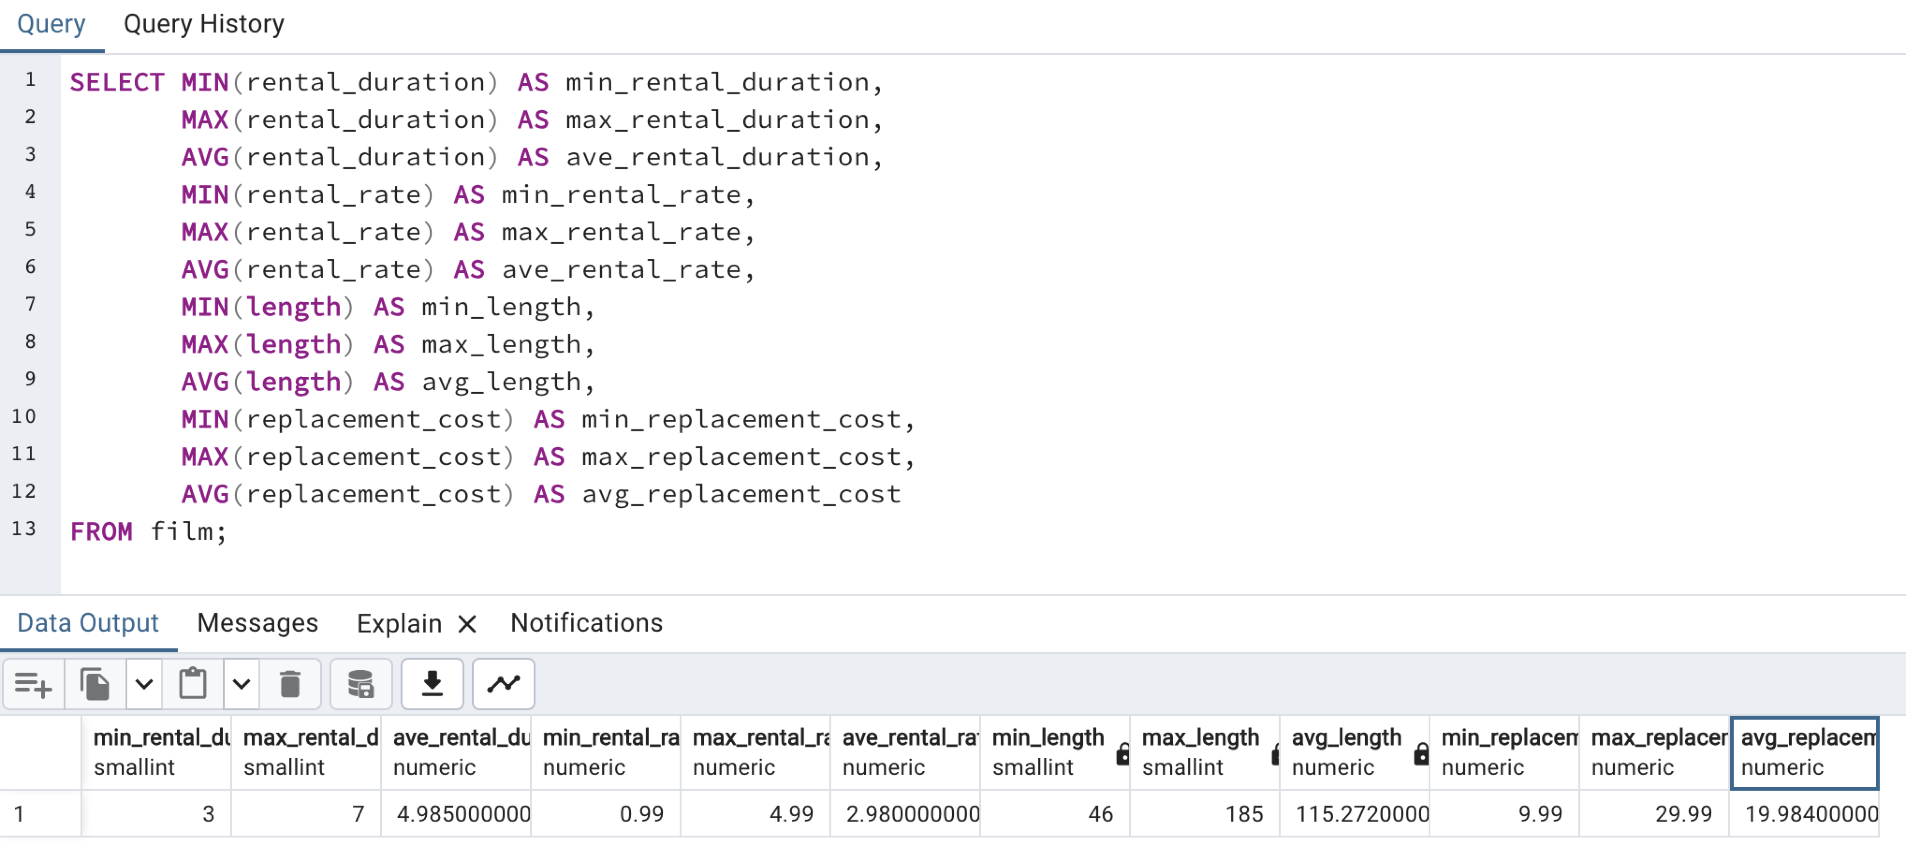 Query Query History
1 SELECT MIN(rental_duration) AS min_rental_duration,
2 MAX(rental_duration) AS max_rental_duration,
3 AVG(rental_duration) AS ave_rental_duration,
4 MIN(rental_rate) AS min_rental_rate,
5 MAX(rental_rate) AS max_rental_rate,
6 AVG(rental_rate) AS ave_rental_rate,
7 MIN(length) AS min_length,
8 MAX(length) AS max_length,
9 AVG(length) AS avg_length,
10 MIN(replacement_cost) AS min_replacement_cost,
11 MAX(replacement_cost) AS max_replacement_cost,
12 AVG(replacement_cost) AS avg_replacement_cost
13 FROM film;
Data Output Messages Explain Notifications
min_rental_du max_rental_d ave_rental_du min_rental_ra max_rental_ra ave_rental_ra min_length max_length avg_length min_replacem max_replacer avg_replacem
smallint smallint numeric numeric numeric numeric smallint smallint numeric numeric numeric numeric
1 3 7 4.985000000 0.99 4.99 2.980000000 46 185 115.2720000 9.99 29.99 19.98400000